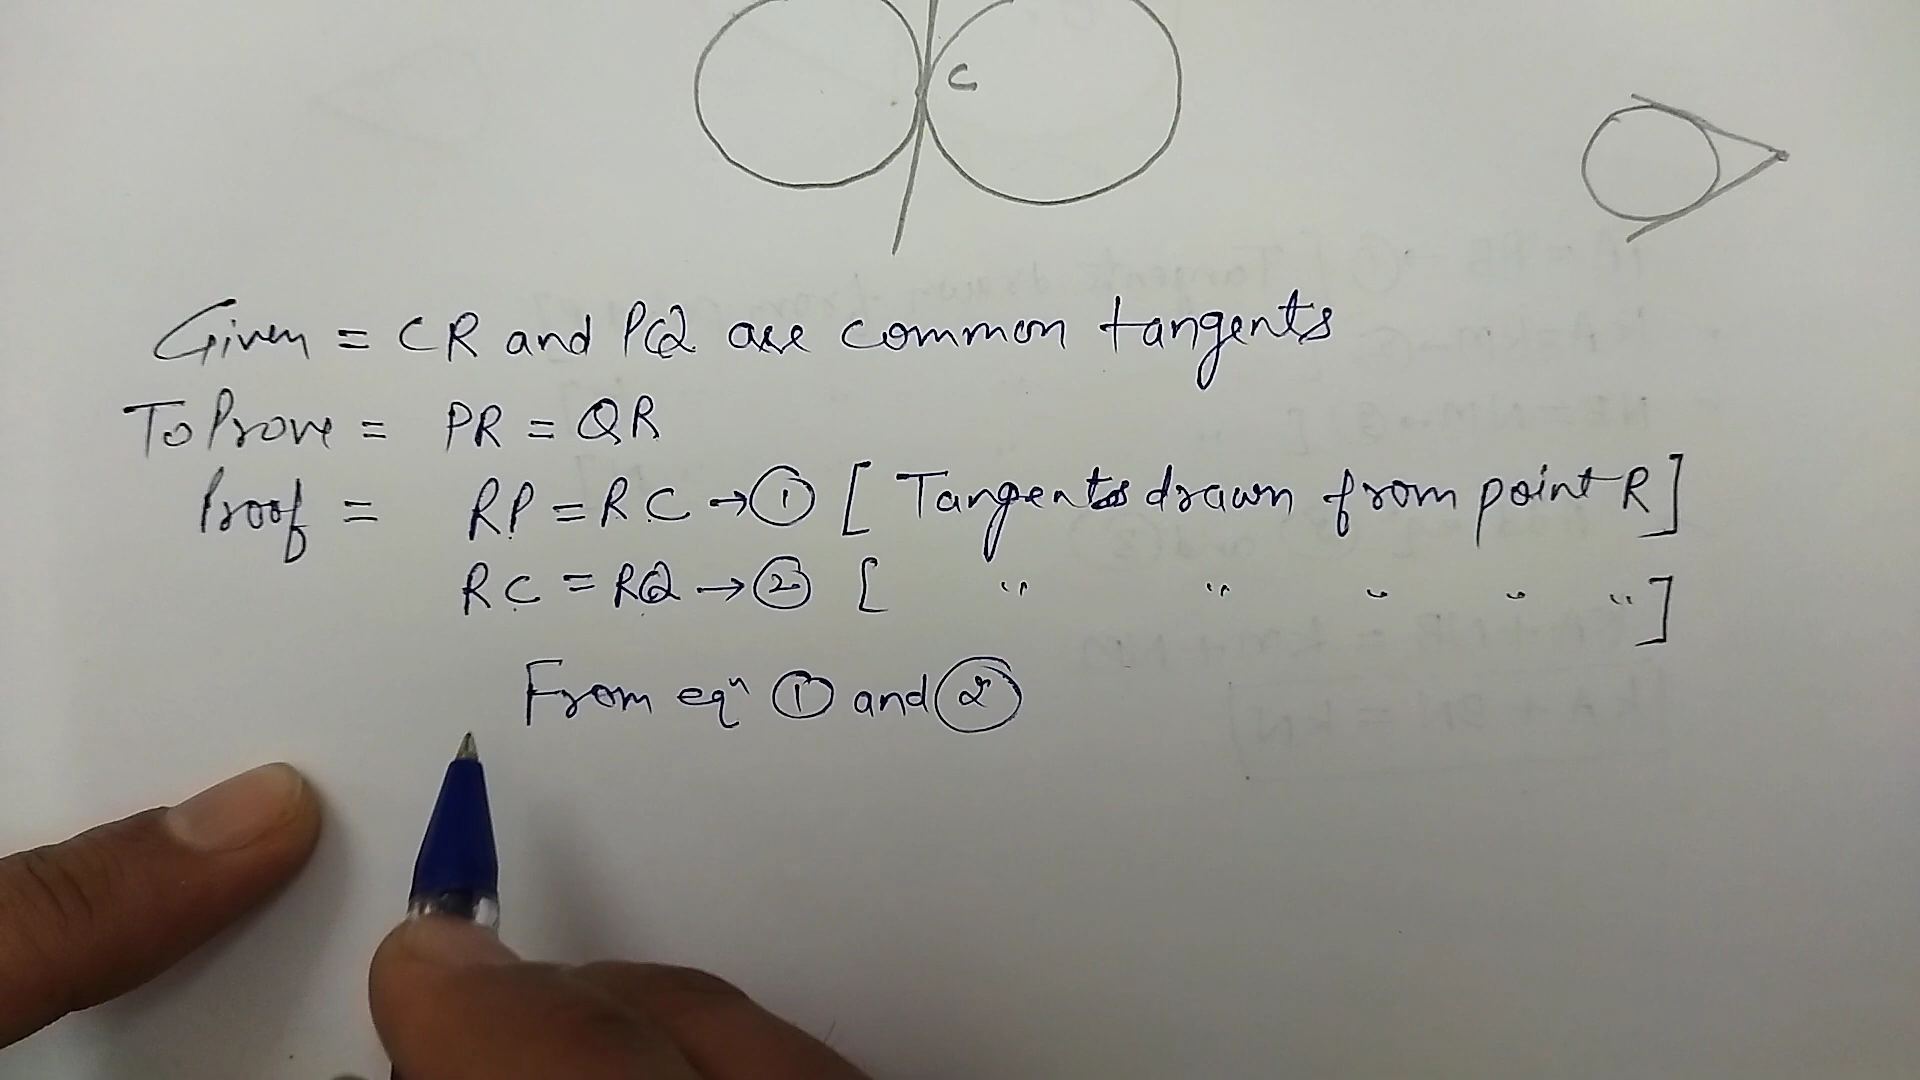 C
Given = CR and PQ are common tangents
To Prove = PR = QR
Proof = RP = RC → ① [ Tangents drawn from point R ]
RC = RQ → ② [ " " " " " ]
From eqⁿ ① and ②